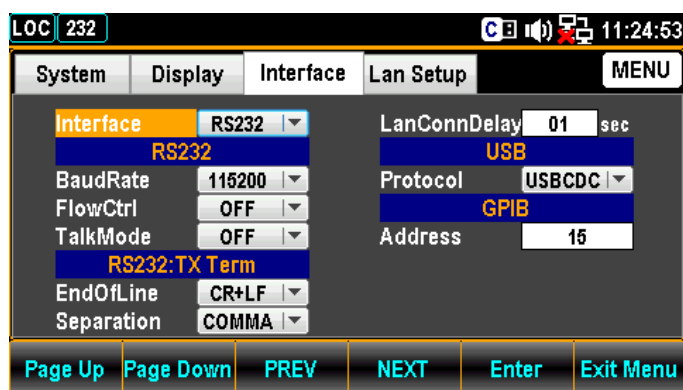 LOC 232 C 11:24:53
System Display Interface Lan Setup MENU
Interface RS232
RS232
BaudRate 115200
FlowCtrl OFF
TalkMode OFF
RS232:TX Term
EndOfLine CR+LF
Separation COMMA
LanConnDelay 01 sec
USB
Protocol USBCDC
GPIB
Address 15
Page Up Page Down PREV NEXT Enter Exit Menu